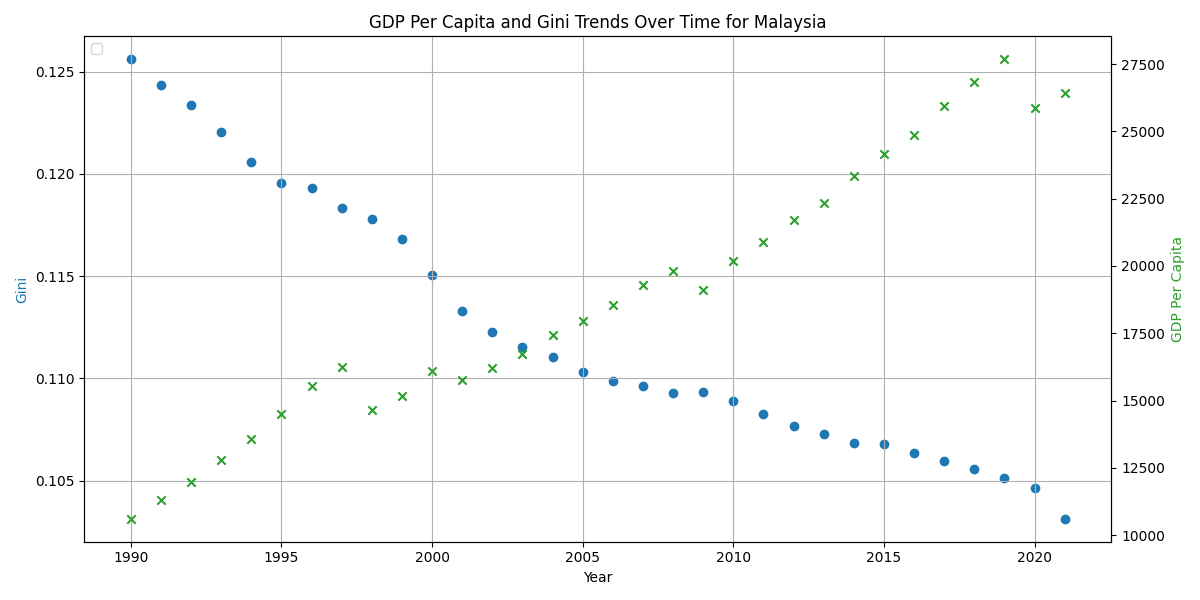 GDP Per Capita and Gini Trends Over Time for Malaysia
0.125
0.120
0.115
0.110
0.105
Gini
27500
25000
22500
20000
17500
15000
12500
10000
GDP Per Capita
1990 1995 2000 2005 2010 2015 2020
Year